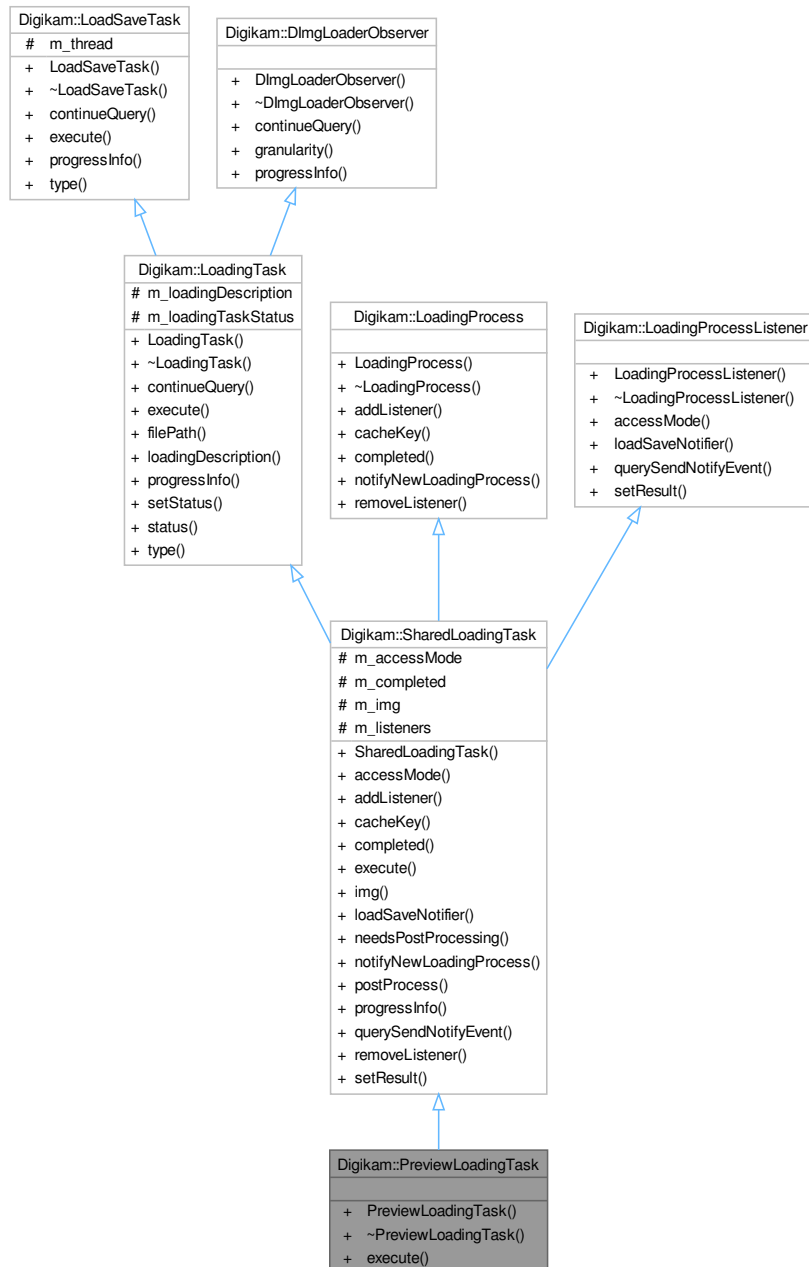 Digikam::LoadSaveTask
# m_thread
+ LoadSaveTask()
+ ~LoadSaveTask()
+ continueQuery()
+ execute()
+ progressInfo()
+ type()
Digikam::DImgLoaderObserver
+ DImgLoaderObserver()
+ ~DImgLoaderObserver()
+ continueQuery()
+ granularity()
+ progressInfo()
Digikam::LoadingTask
# m_loadingDescription
# m_loadingTaskStatus
+ LoadingTask()
+ ~LoadingTask()
+ continueQuery()
+ execute()
+ filePath()
+ loadingDescription()
+ progressInfo()
+ setStatus()
+ status()
+ type()
Digikam::LoadingProcess
+ LoadingProcess()
+ ~LoadingProcess()
+ addListener()
+ cacheKey()
+ completed()
+ notifyNewLoadingProcess()
+ removeListener()
Digikam::LoadingProcessListener
+ LoadingProcessListener()
+ ~LoadingProcessListener()
+ accessMode()
+ loadSaveNotifier()
+ querySendNotifyEvent()
+ setResult()
Digikam::SharedLoadingTask
# m_accessMode
# m_completed
# m_img
# m_listeners
+ SharedLoadingTask()
+ accessMode()
+ addListener()
+ cacheKey()
+ completed()
+ execute()
+ img()
+ loadSaveNotifier()
+ needsPostProcessing()
+ notifyNewLoadingProcess()
+ postProcess()
+ progressInfo()
+ querySendNotifyEvent()
+ removeListener()
+ setResult()
Digikam::PreviewLoadingTask
+ PreviewLoadingTask()
+ ~PreviewLoadingTask()
+ execute()